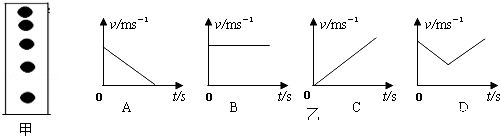 v/ms⁻¹ v/ms⁻¹ v/ms⁻¹ v/ms⁻¹
0 t/s 0 t/s 0 t/s 0 t/s
A B C D
甲 乙